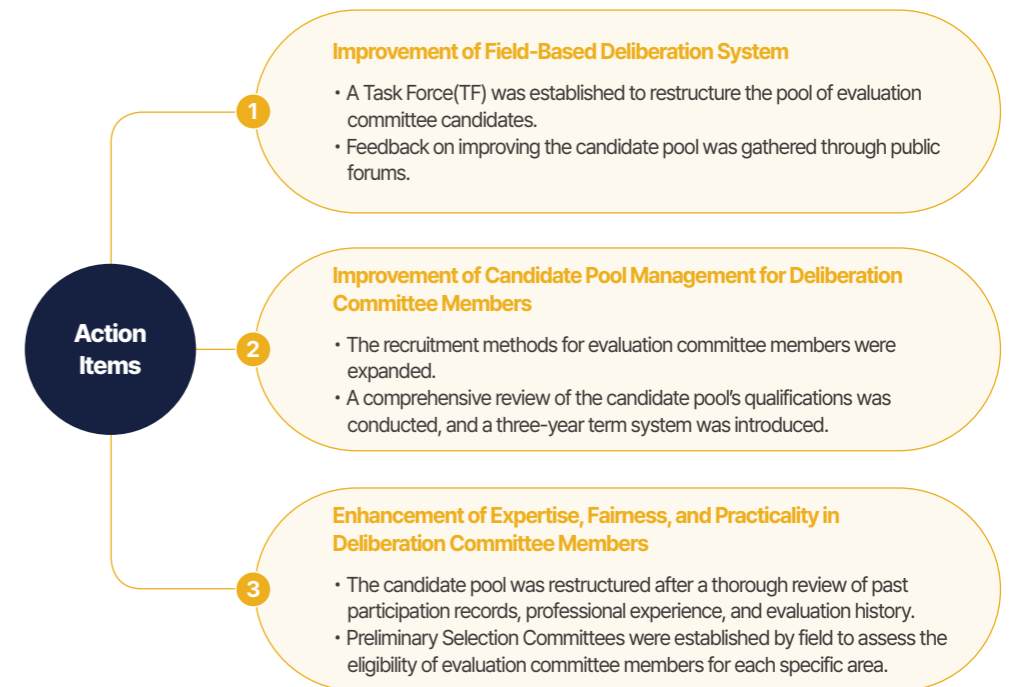 Action
Items
1
Improvement of Field-Based Deliberation System
• A Task Force(TF) was established to restructure the pool of evaluation
committee candidates.
• Feedback on improving the candidate pool was gathered through public
forums.
2
Improvement of Candidate Pool Management for Deliberation
Committee Members
• The recruitment methods for evaluation committee members were
expanded.
• A comprehensive review of the candidate pool's qualifications was
conducted, and a three-year term system was introduced.
3
Enhancement of Expertise, Fairness, and Practicality in
Deliberation Committee Members
• The candidate pool was restructured after a thorough review of past
participation records, professional experience, and evaluation history.
• Preliminary Selection Committees were established by field to assess the
eligibility of evaluation committee members for each specific area.